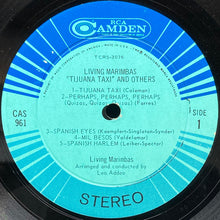 RCA
CAMDEN
TCRS-2076
LIVING MARIMBAS
"TIJUANA TAXI" AND OTHERS
1-TIJUANA TAXI (Coleman)
2-PERHAPS, PERHAPS, PERHAPS
(Quizas, Quizas, Quizas) (Farres)
CAS
961
SIDE
1
3-SPANISH EYES (Kaempfert-Singleton-Snyder)
4-MIL BESOS (Valdelamar)
5-SPANISH HARLEM (Leiber-Spector)
Living Marimbas
Arranged and conducted by
Leo Addeo
STEREO